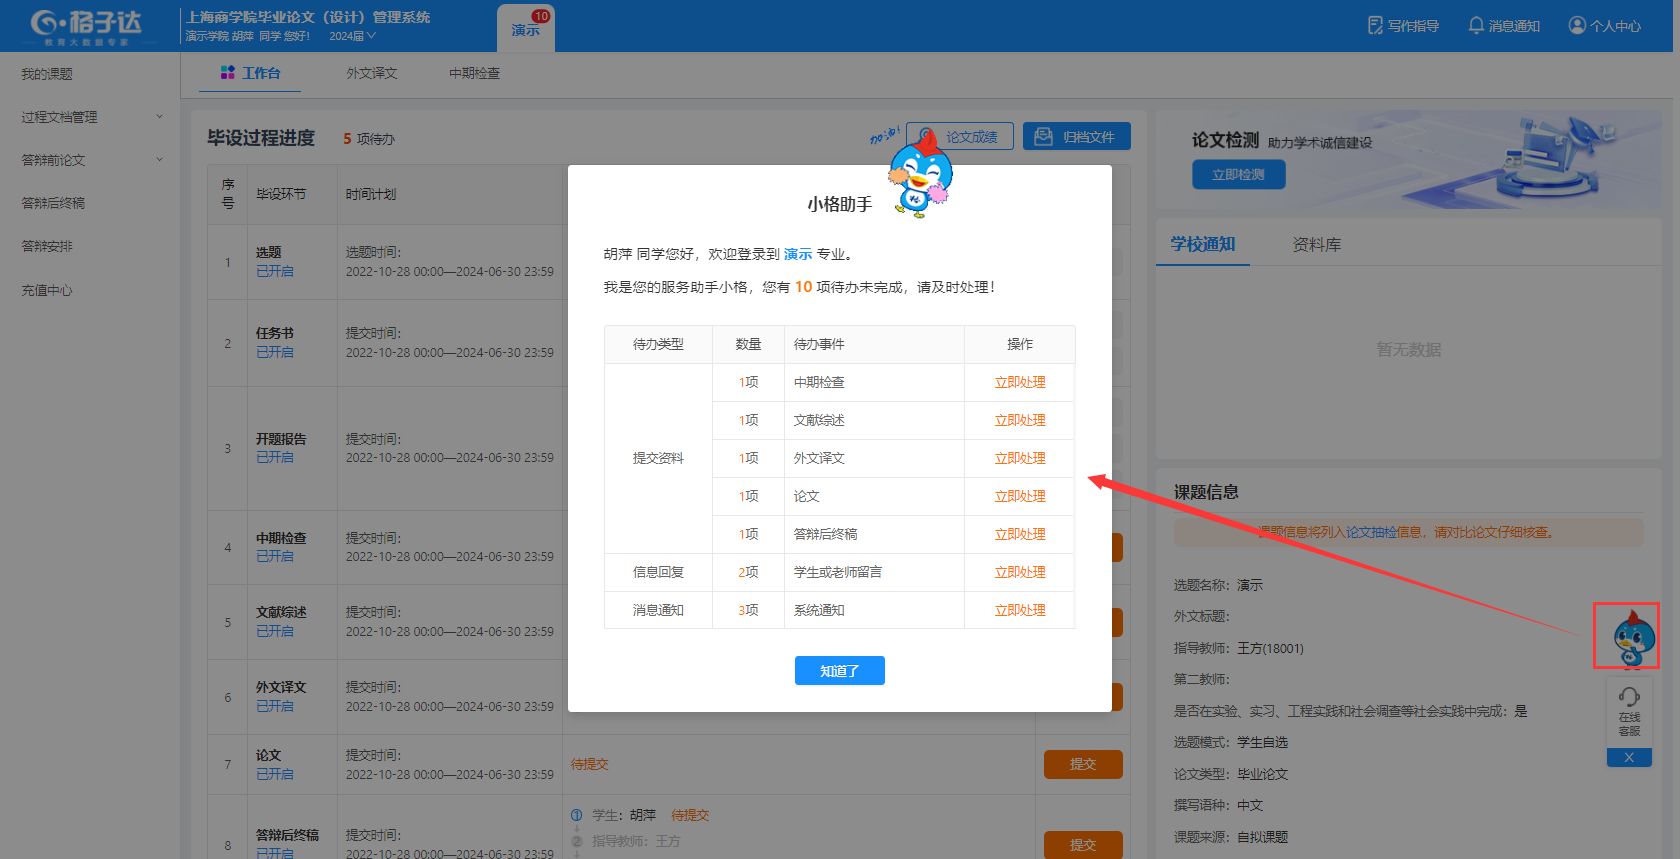 格子达
教育大数据专家
上海商学院毕业论文（设计）管理系统
演示学院 胡萍 同学 您好！ 2024届
演示
10
写作指导
消息通知
个人中心
我的课题
过程文档管理
答辩前论文
答辩后终稿
答辩安排
充值中心
工作台
外文译文
中期检查
毕设过程进度
5 项待办
加油!
论文成绩
归档文件
序号 毕设环节 时间计划
1 选题 已开启
选题时间：
2022-10-28 00:00—2024-06-30 23:59
2 任务书 已开启
提交时间：
2022-10-28 00:00—2024-06-30 23:59
3 开题报告 已开启
提交时间：
2022-10-28 00:00—2024-06-30 23:59
4 中期检查 已开启
提交时间：
2022-10-28 00:00—2024-06-30 23:59
5 文献综述 已开启
提交时间：
2022-10-28 00:00—2024-06-30 23:59
6 外文译文 已开启
提交时间：
2022-10-28 00:00—2024-06-30 23:59
7 论文 已开启
提交时间：
2022-10-28 00:00—2024-06-30 23:59
待提交
提交
8 答辩后终稿 已开启
提交时间：
2022-10-28 00:00—2024-06-30 23:59
① 学生：胡萍 待提交
② 指导教师：王方
提交
小格助手
胡萍 同学您好，欢迎登录到 演示 专业。
我是您的服务助手小格，您有 10 项待办未完成，请及时处理！
待办类型 数量 待办事件 操作
提交资料
1项 中期检查 立即处理
1项 文献综述 立即处理
1项 外文译文 立即处理
1项 论文 立即处理
1项 答辩后终稿 立即处理
信息回复 2项 学生或老师留言 立即处理
消息通知 3项 系统通知 立即处理
知道了
论文检测 助力学术诚信建设
立即检测
学校通知
资料库
暂无数据
课题信息
课题信息将列入论文抽检信息，请对比论文仔细核查。
选题名称：演示
外文标题：
指导教师：王方(18001)
第二教师：
是否在实验、实习、工程实践和社会调查等社会实践中完成：是
选题模式：学生自选
论文类型：毕业论文
撰写语种：中文
课题来源：自拟课题
在线
客服
X